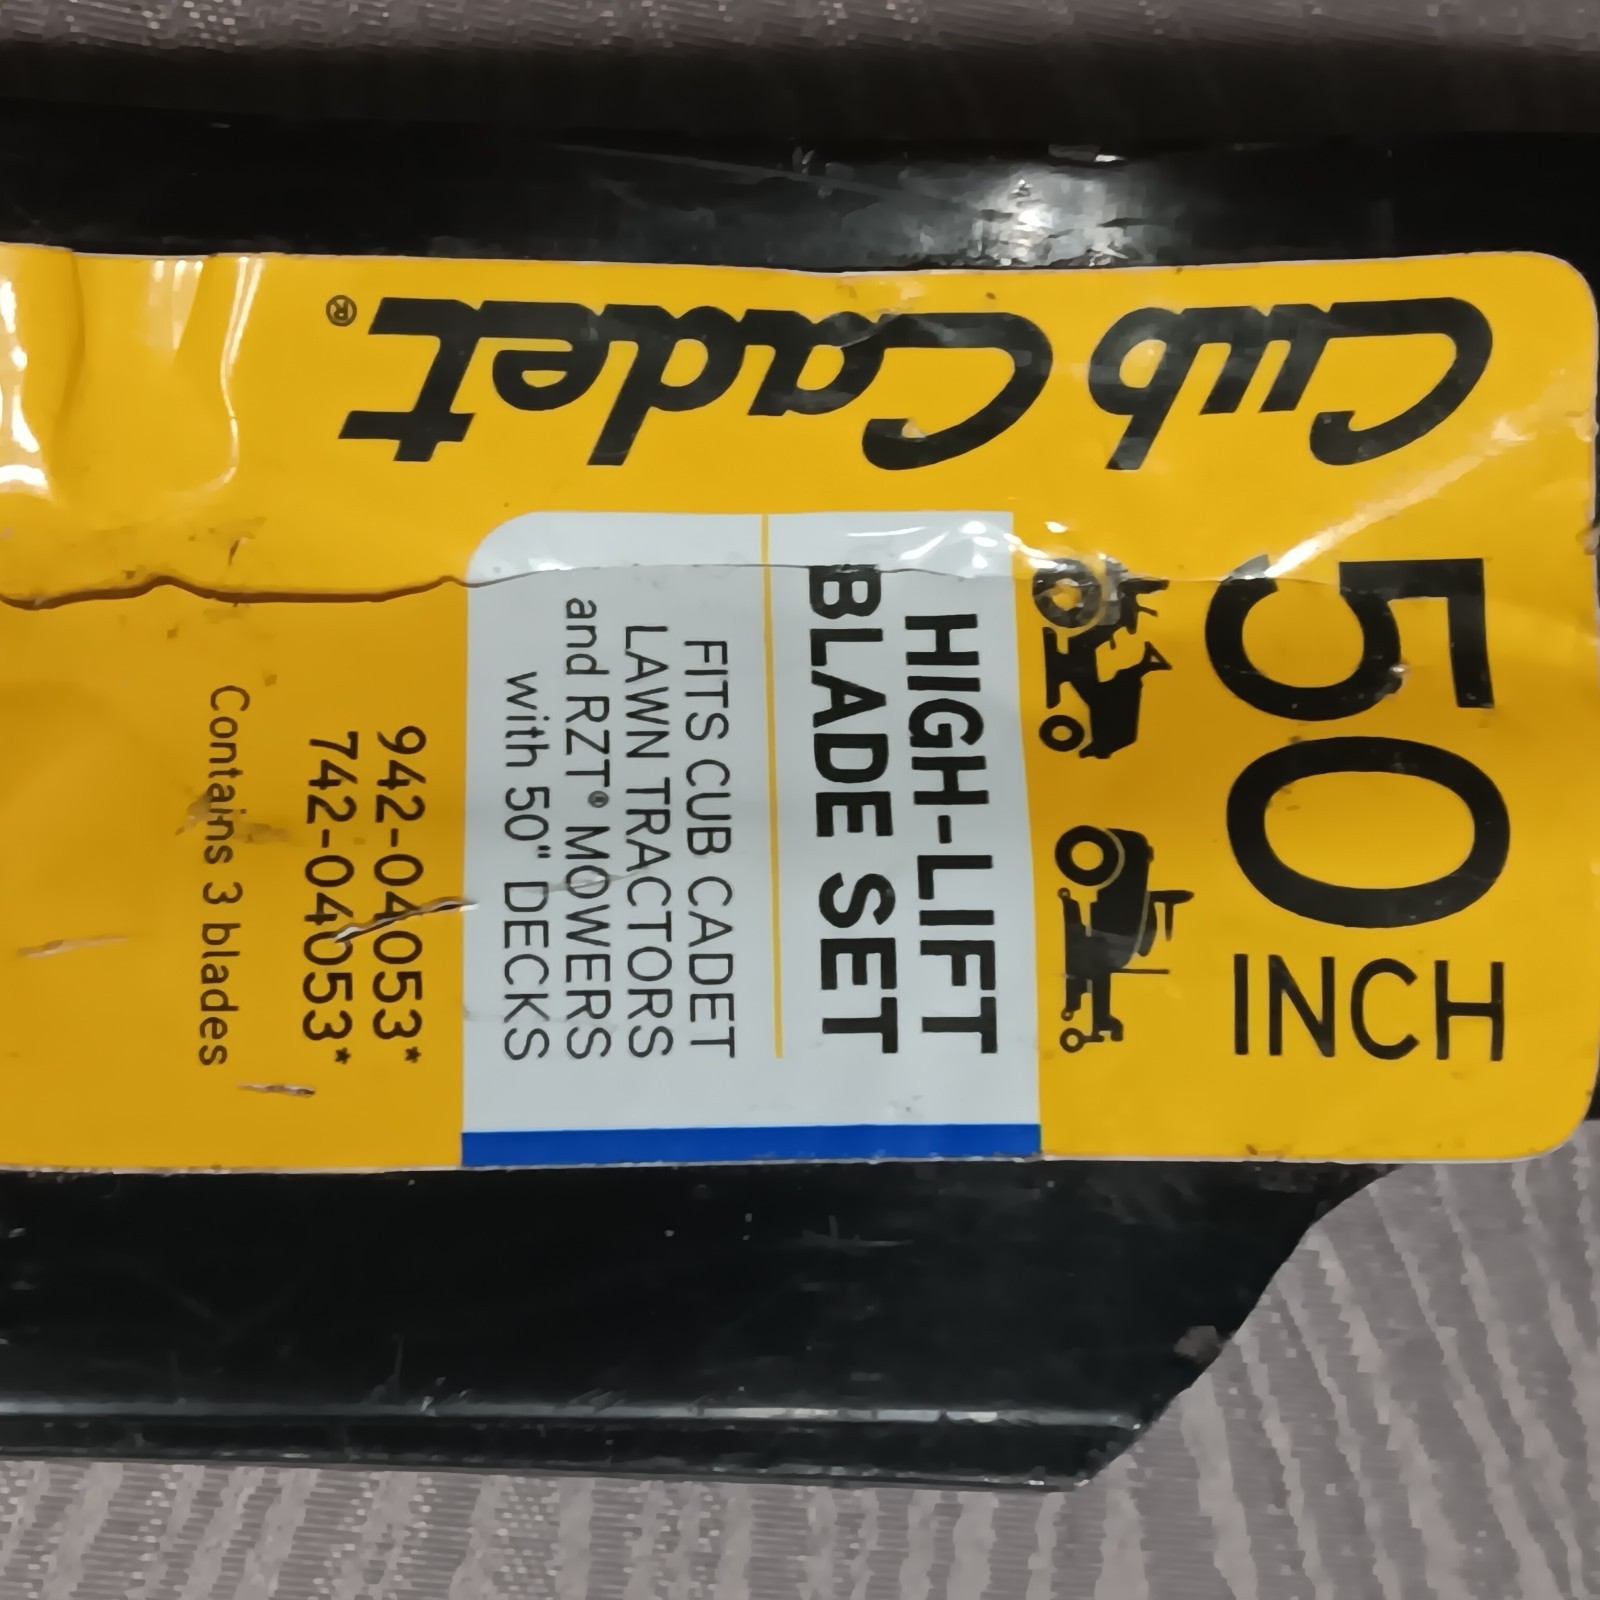 Cub Cadet®
50
INCH
HIGH-LIFT
BLADE SET
FITS CUB CADET
LAWN TRACTORS
and RZT® MOWERS
with 50" DECKS
942-04053*
742-04053*
Contains 3 blades